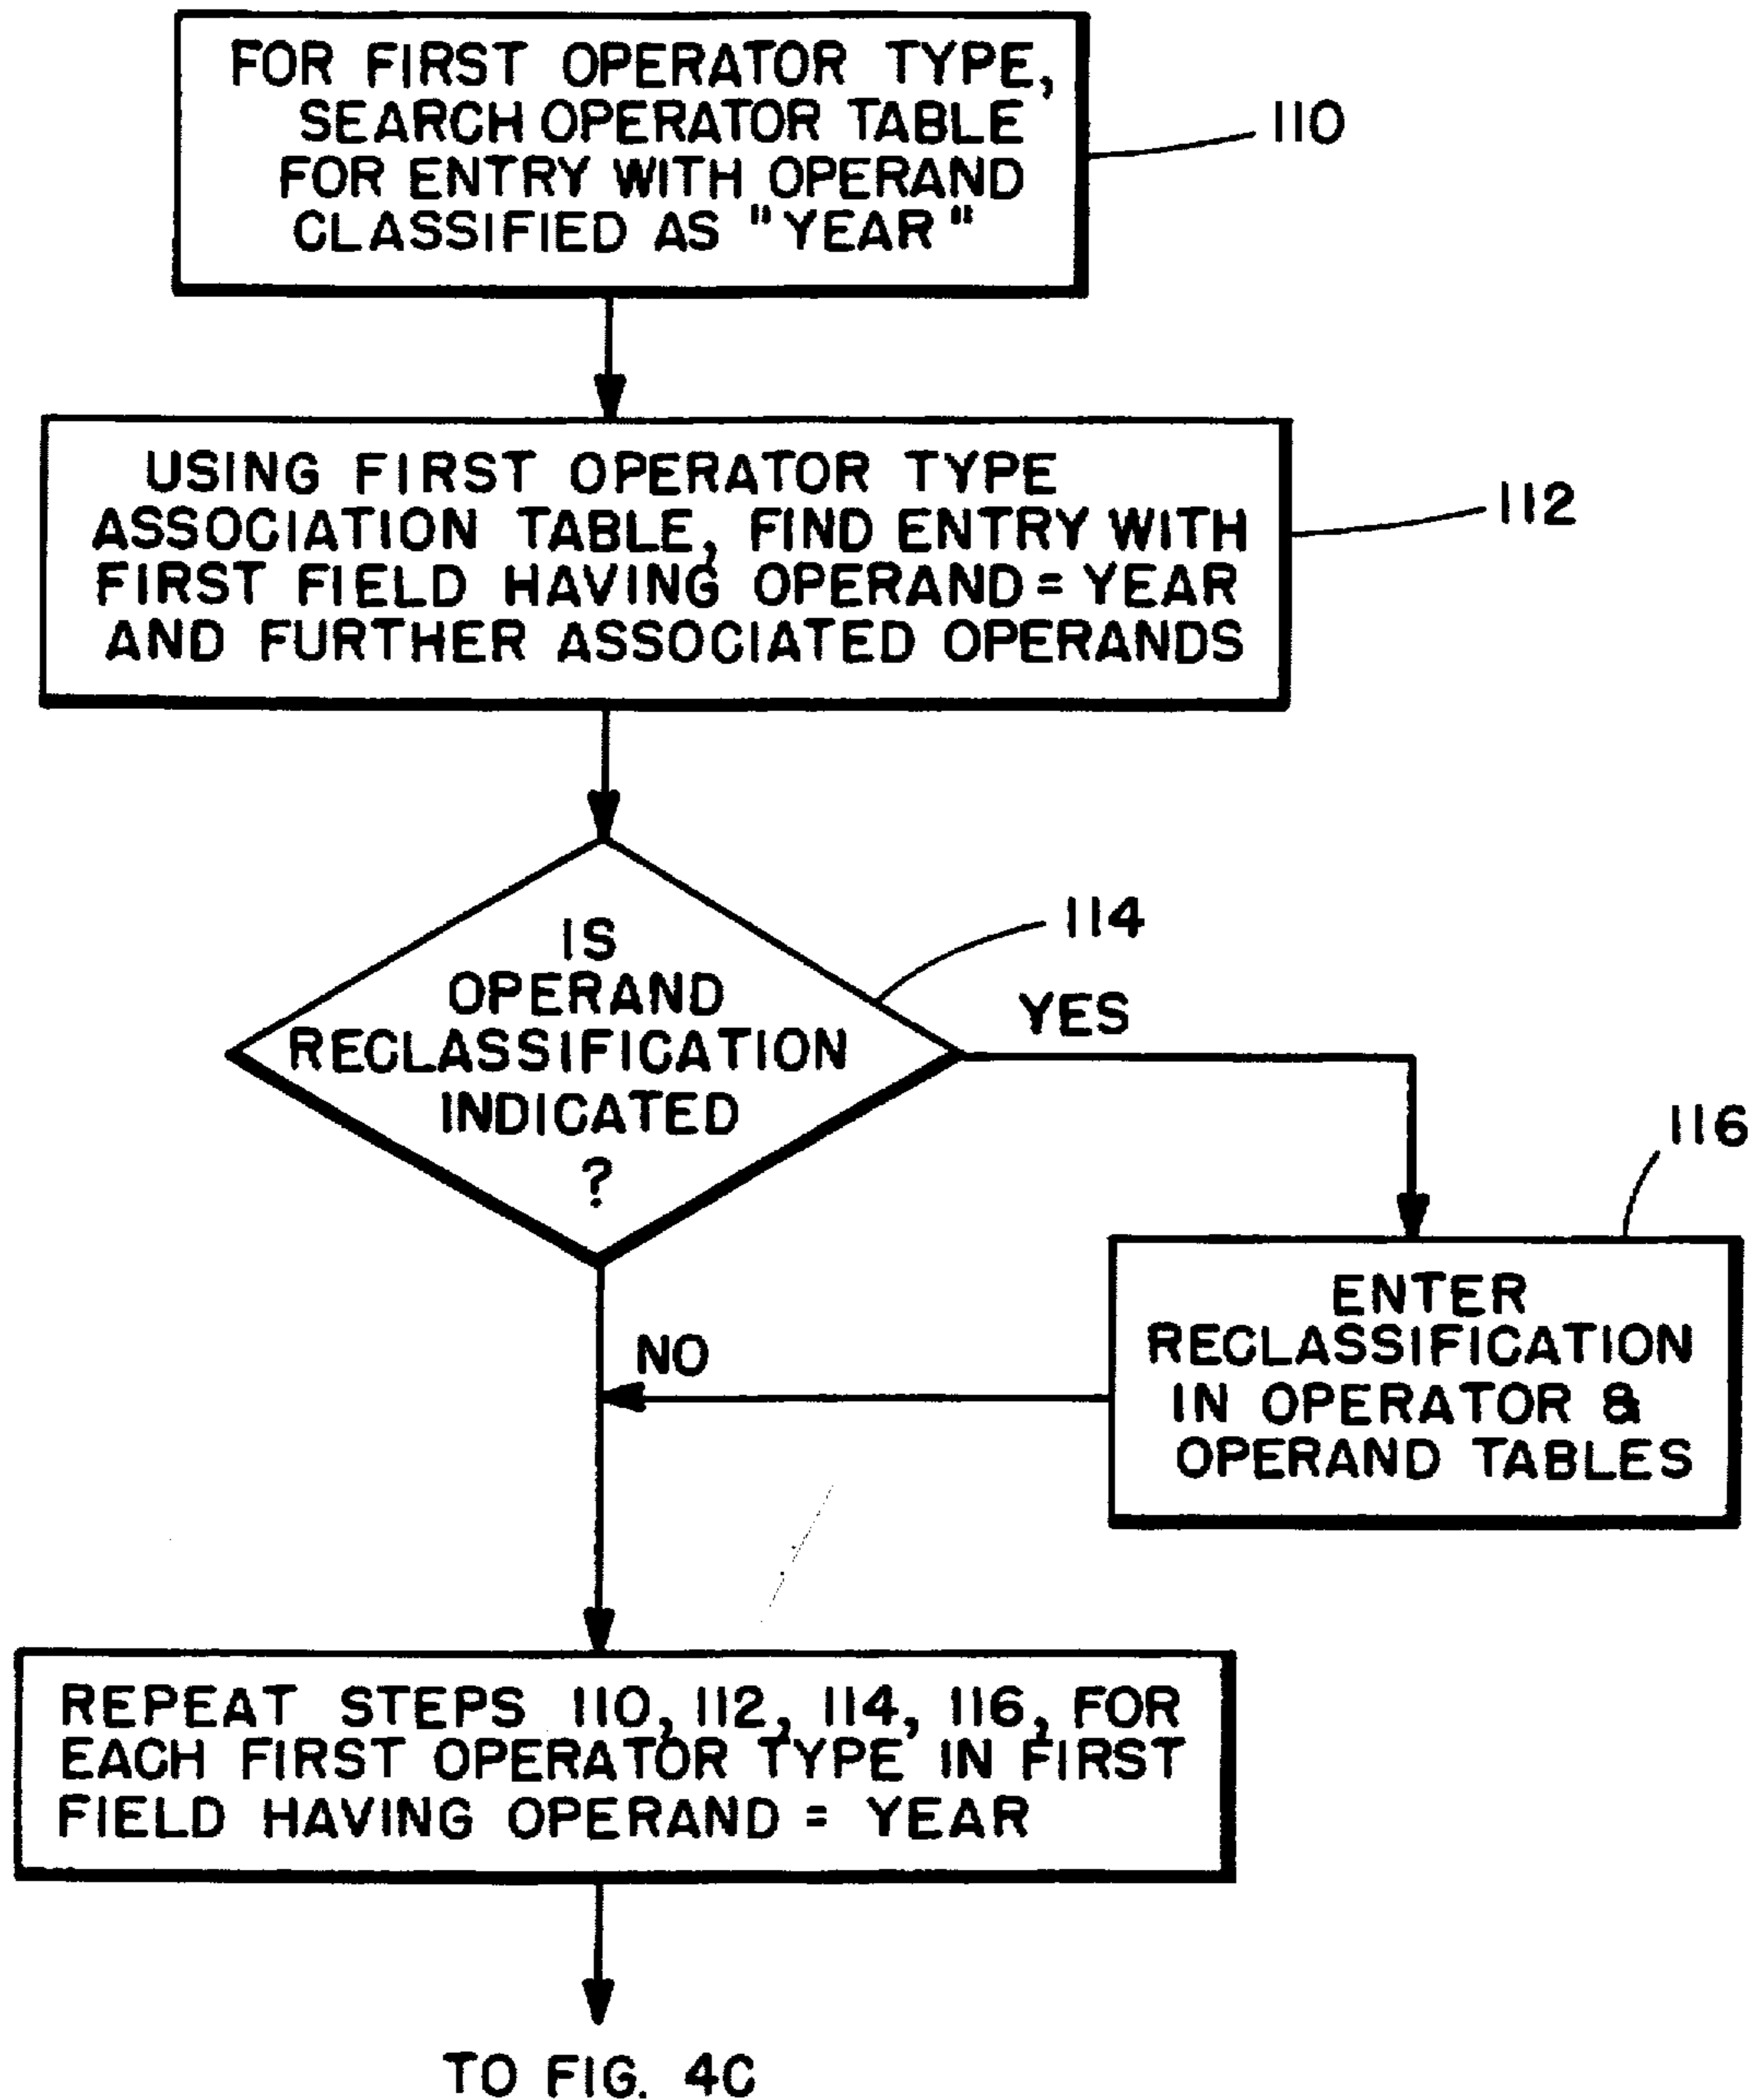 FOR FIRST OPERATOR TYPE,
SEARCH OPERATOR TABLE
FOR ENTRY WITH OPERAND
CLASSIFIED AS "YEAR"
110
USING FIRST OPERATOR TYPE
ASSOCIATION TABLE, FIND ENTRY WITH
FIRST FIELD HAVING OPERAND = YEAR
AND FURTHER ASSOCIATED OPERANDS
112
IS
OPERAND
RECLASSIFICATION
INDICATED
?
114
YES
116
ENTER
RECLASSIFICATION
IN OPERATOR &
OPERAND TABLES
NO
REPEAT STEPS 110, 112, 114, 116, FOR
EACH FIRST OPERATOR TYPE IN FIRST
FIELD HAVING OPERAND = YEAR
TO FIG. 4C